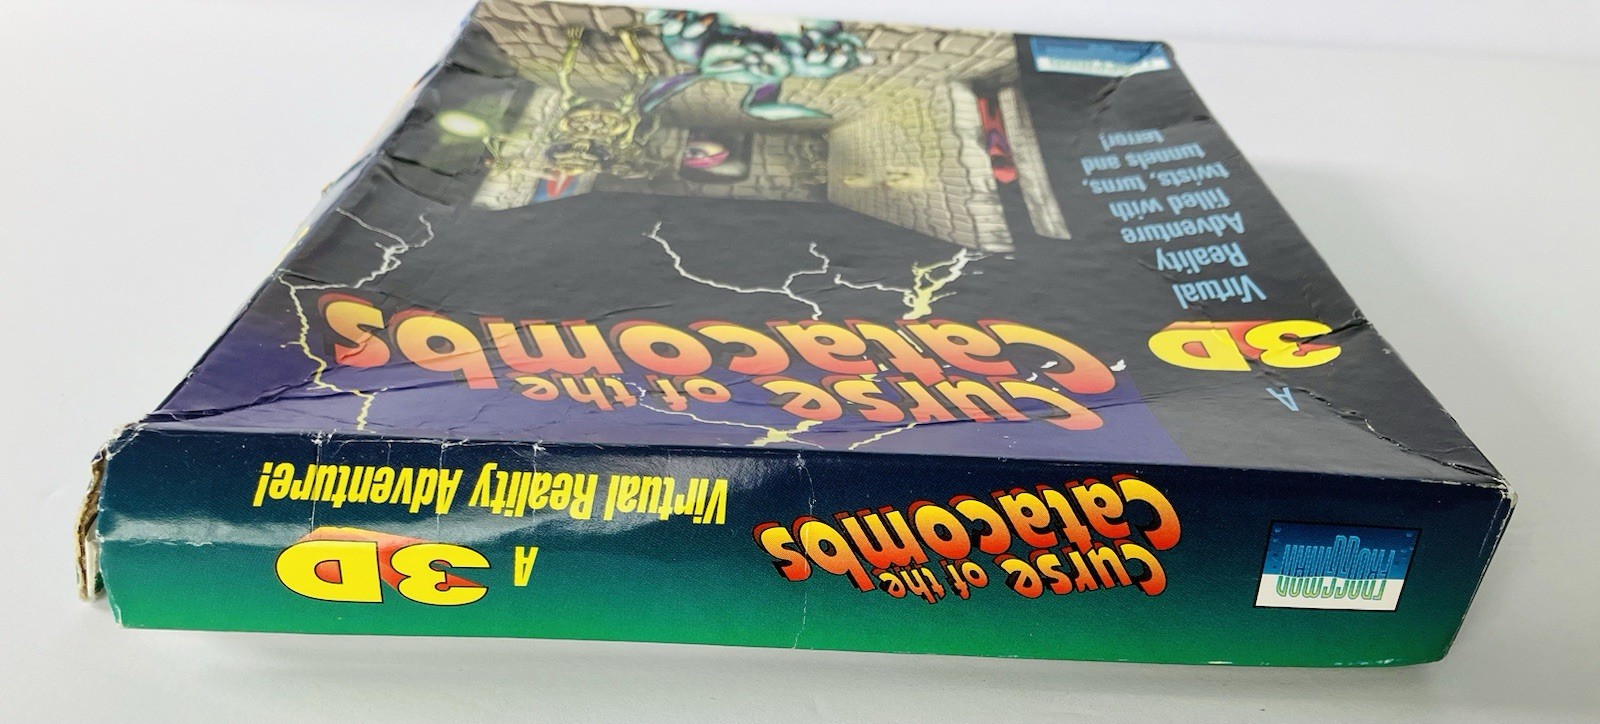 A
3D
Virtual
Reality
Adventure
filled with
twists, turns,
tunnels and
terror!
Curse of the
Catacombs
FROGGMAN
Curse of the
Catacombs
A
3D
Virtual Reality Adventure!